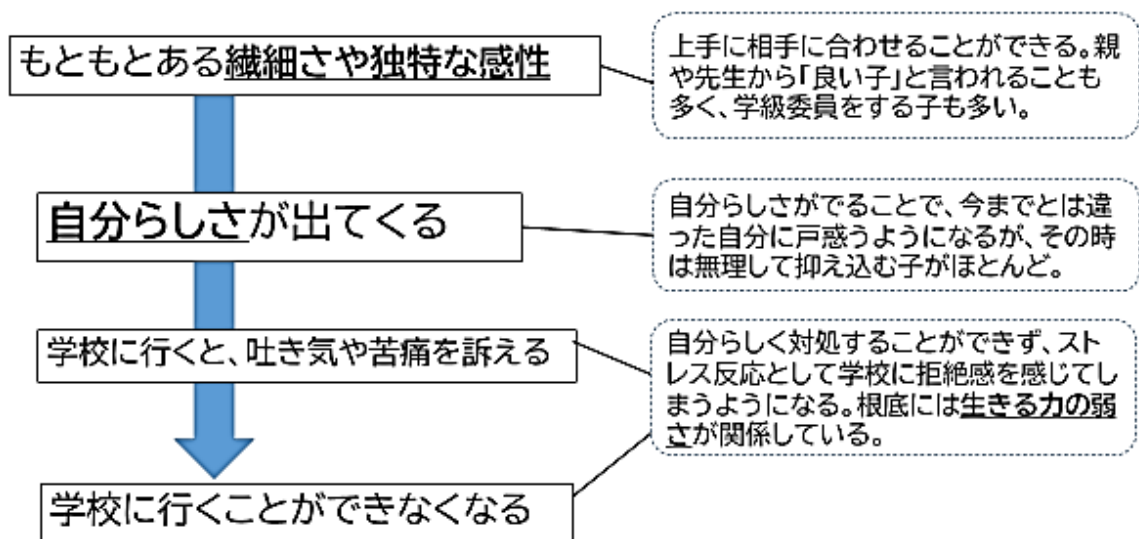 もともとある繊細さや独特な感性
上手に相手に合わせることができる。親
や先生から「良い子」と言われることも
多く、学級委員をする子も多い。
自分らしさが出てくる
自分らしさがでることで、今までとは違
った自分に戸惑うようになるが、その時
は無理して抑え込む子がほとんど。
学校に行くと、吐き気や苦痛を訴える
自分らしく対処することができず、スト
レス反応として学校に拒絶感を感じてし
まうようになる。根底には生きる力の弱
さが関係している。
学校に行くことができなくなる